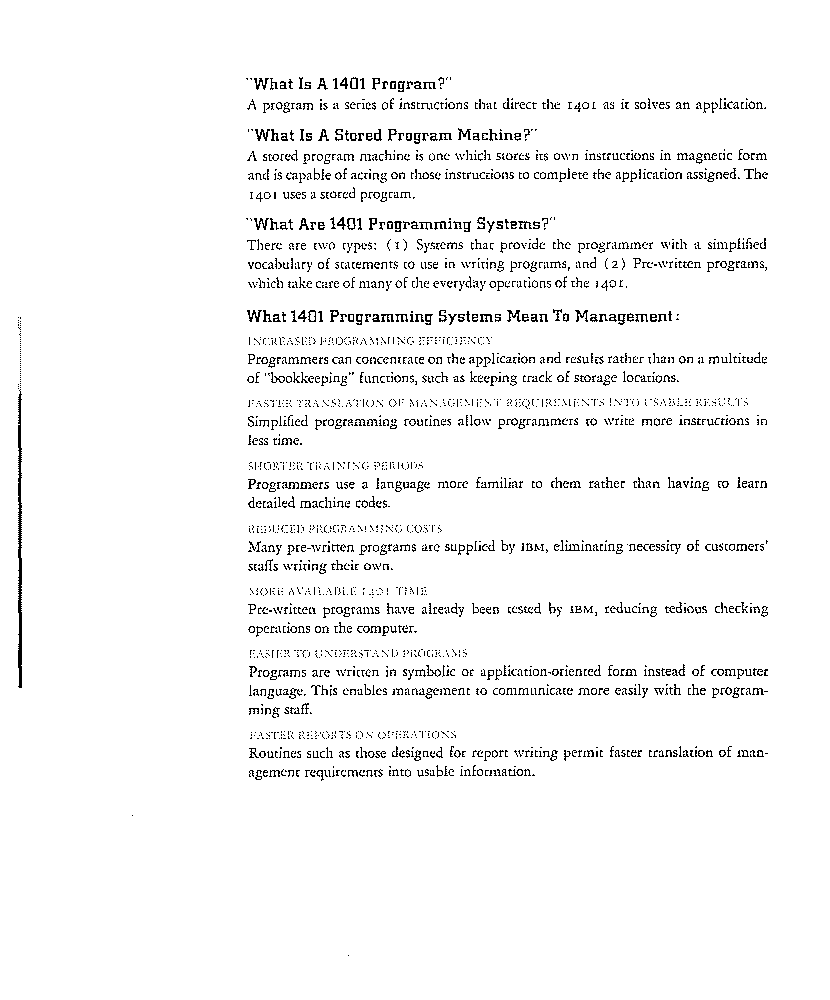 "What Is A 1401 Program?"
A program is a series of instructions that direct the 1401 as it solves an application.
"What Is A Stored Program Machine?"
A stored program machine is one which stores its own instructions in magnetic form
and is capable of acting on those instructions to complete the application assigned. The
1401 uses a stored program.
"What Are 1401 Programming Systems?"
There are two types: (1) Systems that provide the programmer with a simplified
vocabulary of statements to use in writing programs, and (2) Pre-written programs,
which take care of many of the everyday operations of the 1401.
What 1401 Programming Systems Mean To Management:
INCREASED PROGRAMMING EFFICIENCY
Programmers can concentrate on the application and results rather than on a multitude
of "bookkeeping" functions, such as keeping track of storage locations.
FASTER TRANSLATION OF MANAGEMENT REQUIREMENTS INTO USABLE RESULTS
Simplified programming routines allow programmers to write more instructions in
less time.
SHORTER TRAINING PERIODS
Programmers use a language more familiar to them rather than having to learn
detailed machine codes.
REDUCED PROGRAMMING COSTS
Many pre-written programs are supplied by IBM, eliminating necessity of customers'
staffs writing their own.
MORE AVAILABLE 1401 TIME
Pre-written programs have already been tested by IBM, reducing tedious checking
operations on the computer.
EASIER TO UNDERSTAND PROGRAMS
Programs are written in symbolic or application-oriented form instead of computer
language. This enables management to communicate more easily with the program-
ming staff.
FASTER REPORTS ON OPERATIONS
Routines such as those designed for report writing permit faster translation of man-
agement requirements into usable information.